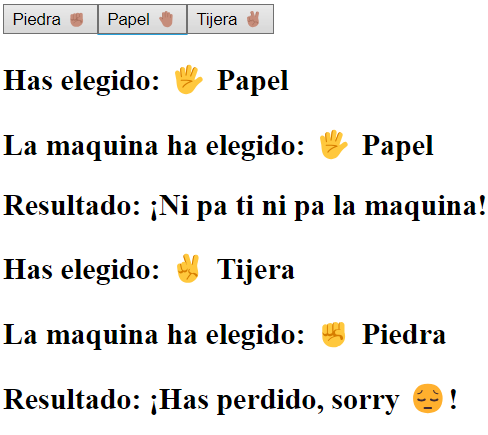 Piedra ✊🏽 Papel 🖐🏽 Tijera ✌🏽
Has elegido: 🖐 Papel
La maquina ha elegido: 🖐 Papel
Resultado: ¡Ni pa ti ni pa la maquina!
Has elegido: ✌ Tijera
La maquina ha elegido: ✊ Piedra
Resultado: ¡Has perdido, sorry 😔!